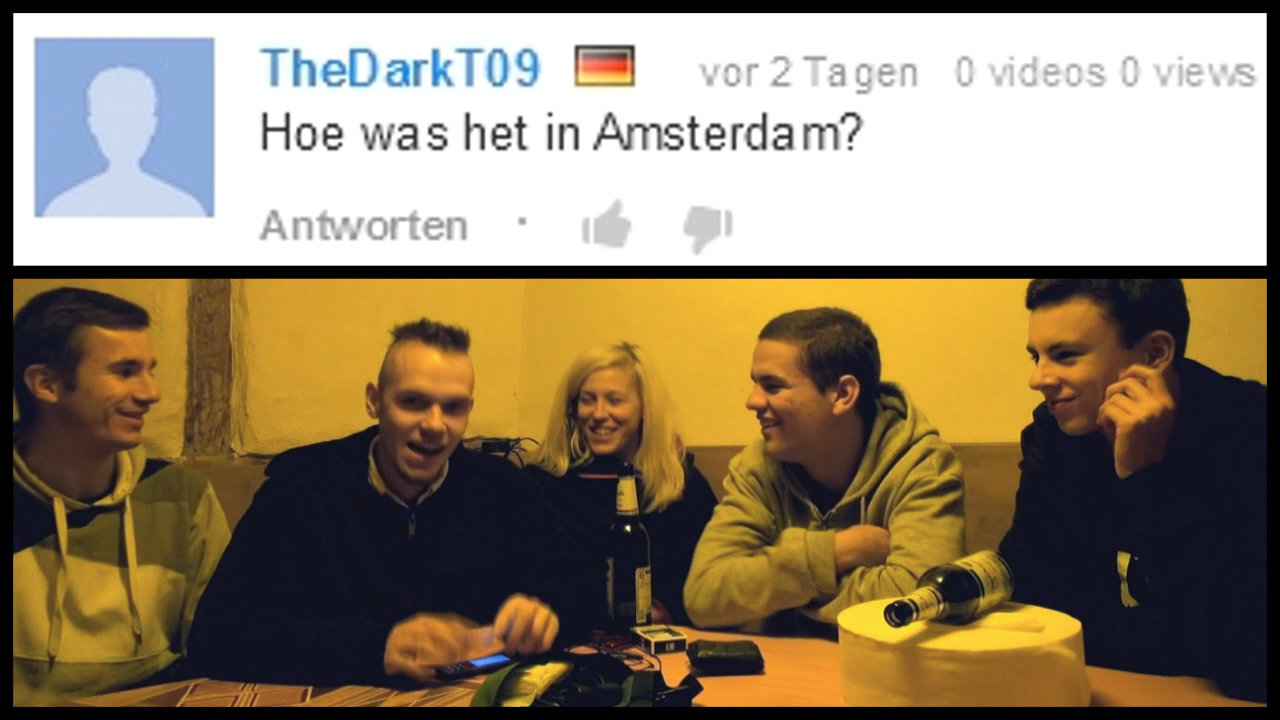 TheDarkT09 vor 2 Tagen 0 videos 0 views
Hoe was het in Amsterdam?
Antworten